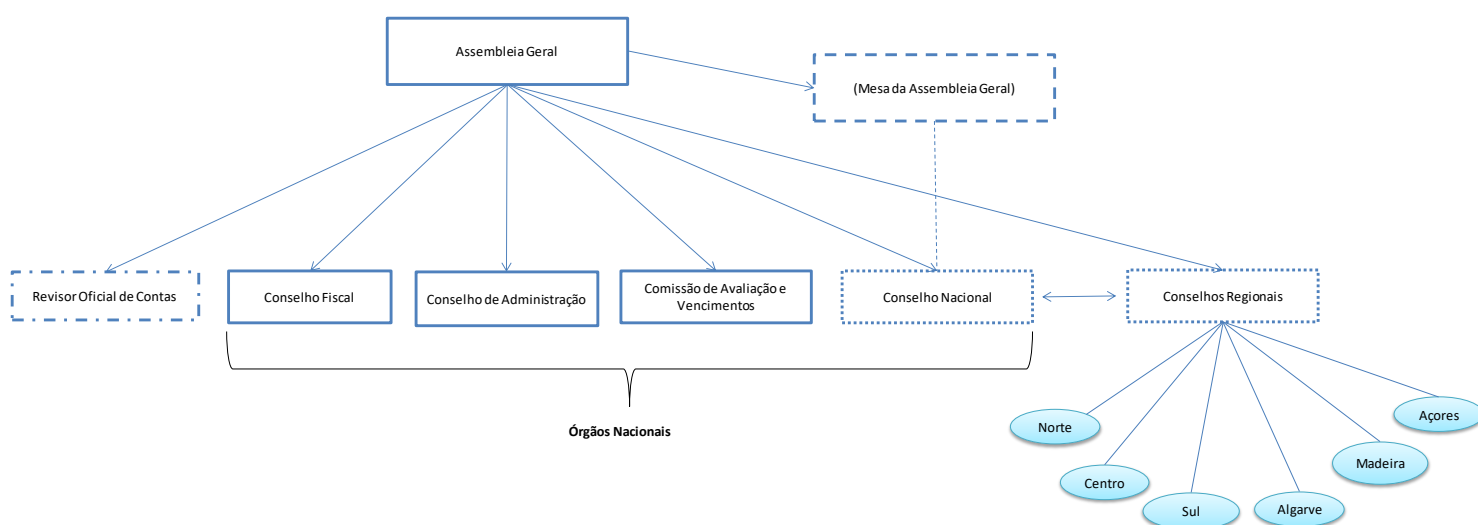 Assembleia Geral
(Mesa da Assembleia Geral)
Revisor Oficial de Contas
Conselho Fiscal
Conselho de Administração
Comissão de Avaliação e
Vencimentos
Conselho Nacional
Conselhos Regionais
Órgãos Nacionais
Norte
Centro
Sul
Algarve
Madeira
Açores